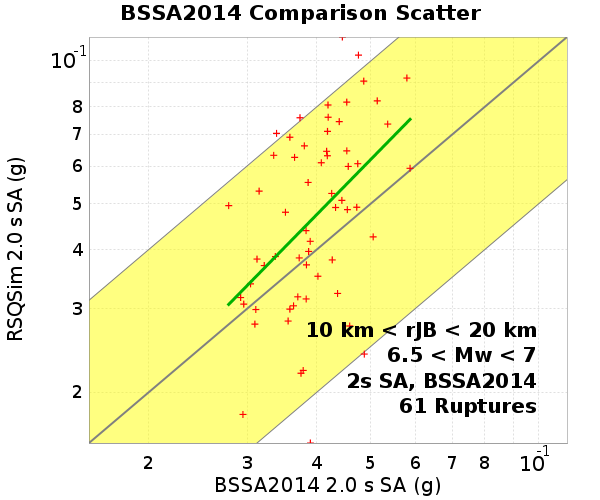 BSSA2014 Comparison Scatter
RSQSim 2.0 s SA (g)
10⁻¹
8
7
6
5
4
3
2
10 km < rJB < 20 km
6.5 < Mw < 7
2s SA, BSSA2014
61 Ruptures
2 3 4 5 6 7 8 10⁻¹
BSSA2014 2.0 s SA (g)